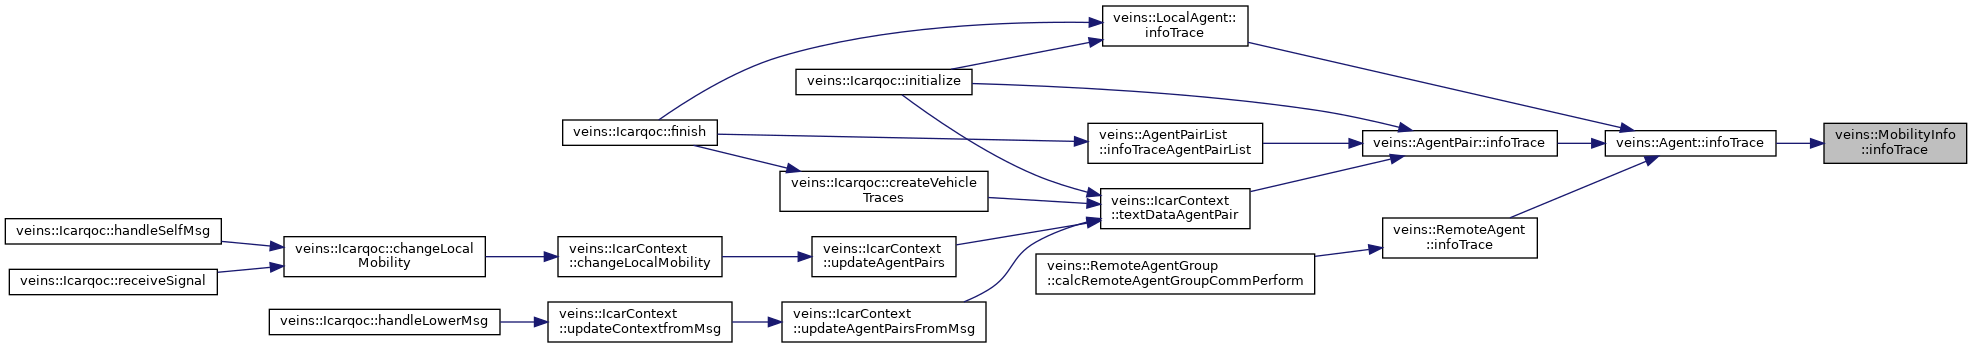 veins::LocalAgent::
infoTrace
veins::Icarqoc::initialize
veins::Icarqoc::finish
veins::AgentPairList
::infoTraceAgentPairList
veins::AgentPair::infoTrace
veins::Agent::infoTrace
veins::MobilityInfo
::infoTrace
veins::Icarqoc::createVehicle
Traces
veins::IcarContext
::textDataAgentPair
veins::RemoteAgent
::infoTrace
veins::Icarqoc::handleSelfMsg
veins::Icarqoc::changeLocal
Mobility
veins::IcarContext
::changeLocalMobility
veins::IcarContext
::updateAgentPairs
veins::RemoteAgentGroup
::calcRemoteAgentGroupCommPerform
veins::Icarqoc::receiveSignal
veins::Icarqoc::handleLowerMsg
veins::IcarContext
::updateContextfromMsg
veins::IcarContext
::updateAgentPairsFromMsg